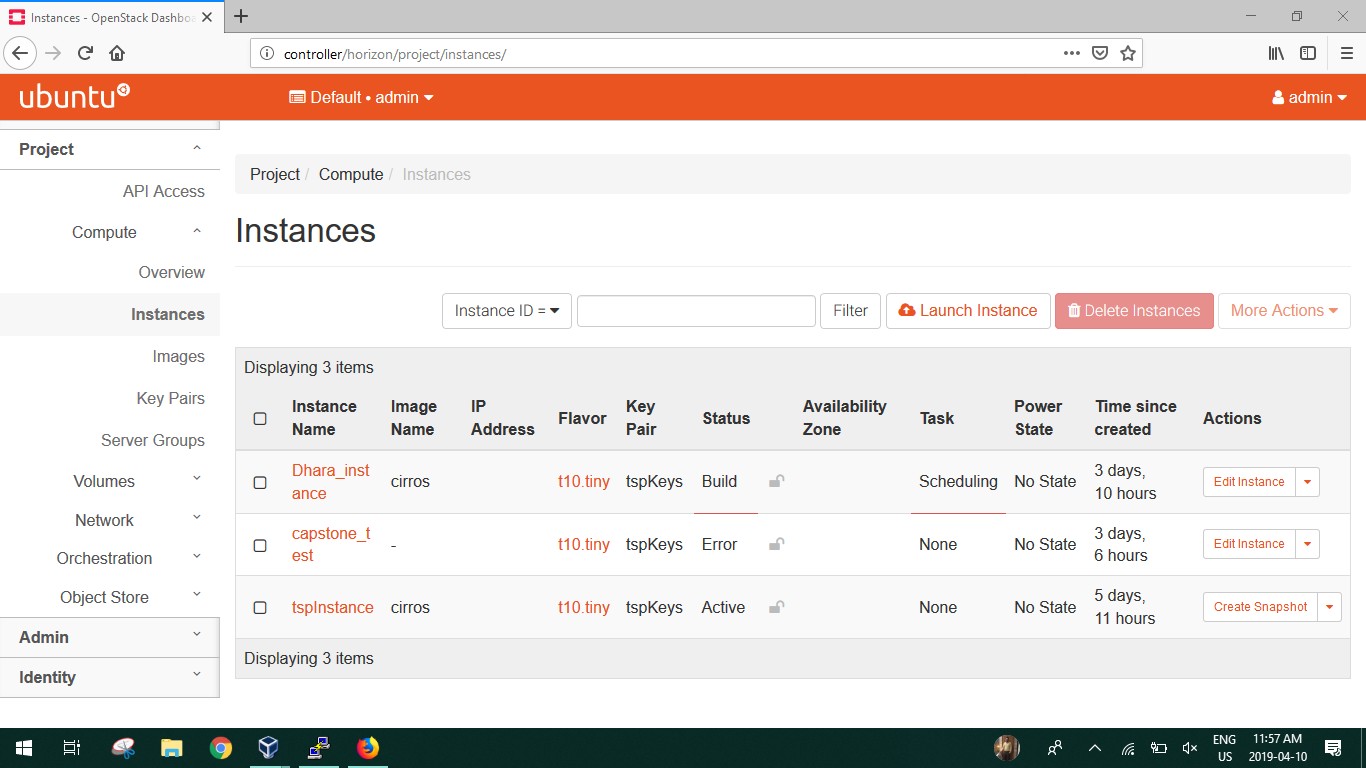 Instances - OpenStack Dashboa
controller/horizon/project/instances/
ubuntu
Default • admin
admin
Project
API Access
Compute
Overview
Instances
Images
Key Pairs
Server Groups
Volumes
Network
Orchestration
Object Store
Admin
Identity
Project / Compute / Instances
Instances
Instance ID = Filter Launch Instance Delete Instances More Actions
Displaying 3 items
Instance Name Image Name IP Address Flavor Key Pair Status Availability Zone Task Power State Time since created Actions
Dhara_instance cirros t10.tiny tspKeys Build Scheduling No State 3 days, 10 hours Edit Instance
capstone_test - t10.tiny tspKeys Error None No State 3 days, 6 hours Edit Instance
tspInstance cirros t10.tiny tspKeys Active None No State 5 days, 11 hours Create Snapshot
Displaying 3 items
ENG
US
11:57 AM
2019-04-10